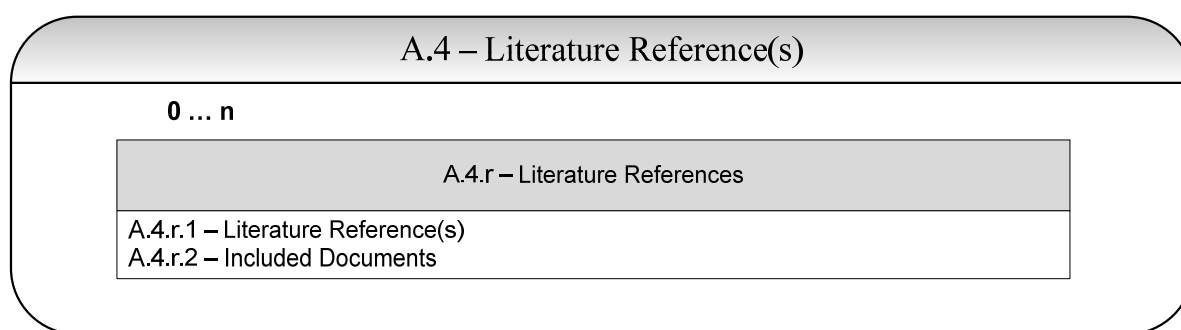 A.4 – Literature Reference(s)
0 … n
A.4.r – Literature References
A.4.r.1 – Literature Reference(s)
A.4.r.2 – Included Documents